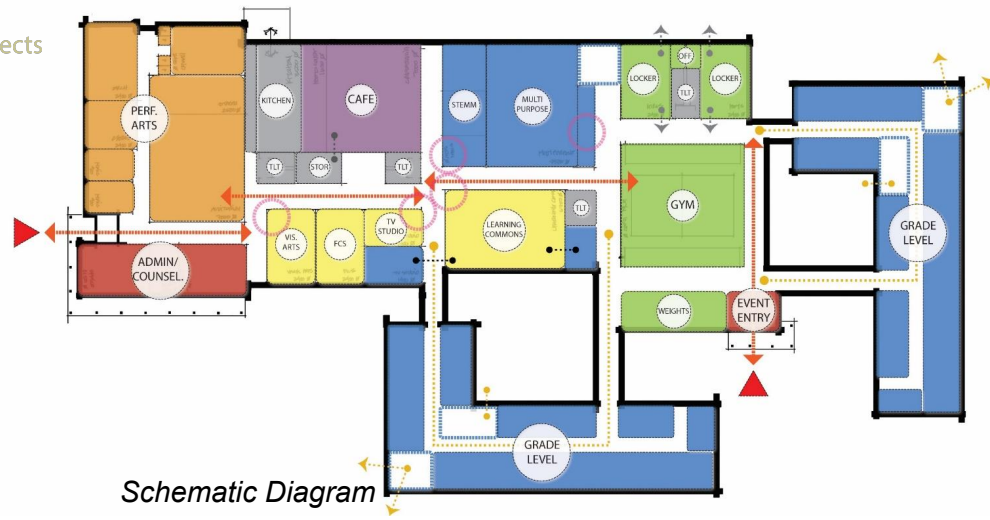 ects
PERF.
ARTS
KITCHEN
CAFE
STEMM
MULTI
PURPOSE
LOCKER
OFF
TLT
LOCKER
TLT
STOR
TLT
GYM
VIS.
ARTS
FCS
TV
STUDIO
LEARNING
COMMONS
TLT
GRADE
LEVEL
ADMIN/
COUNSEL.
WEIGHTS
EVENT
ENTRY
GRADE
LEVEL
Schematic Diagram